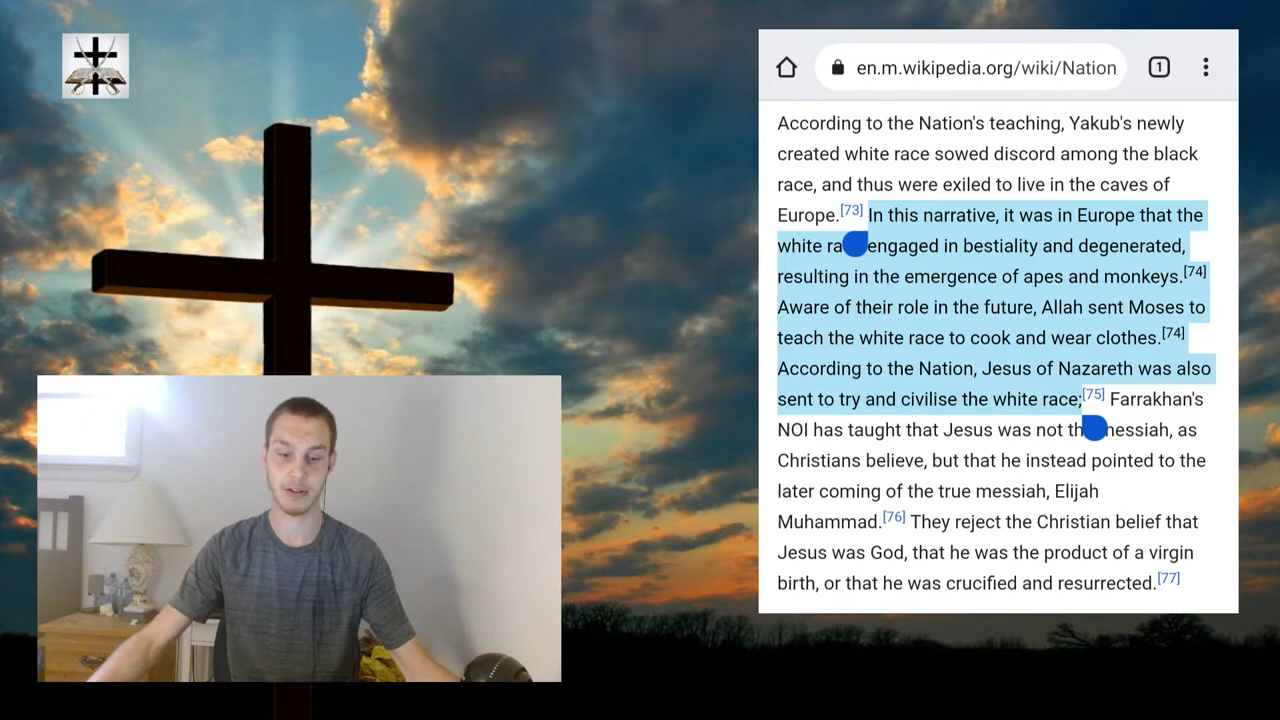 en.m.wikipedia.org/wiki/Nation
1
According to the Nation's teaching, Yakub's newly
created white race sowed discord among the black
race, and thus were exiled to live in the caves of
Europe.[73] In this narrative, it was in Europe that the
white ra engaged in bestiality and degenerated,
resulting in the emergence of apes and monkeys.[74]
Aware of their role in the future, Allah sent Moses to
teach the white race to cook and wear clothes.[74]
According to the Nation, Jesus of Nazareth was also
sent to try and civilise the white race;[75] Farrakhan's
NOI has taught that Jesus was not th messiah, as
Christians believe, but that he instead pointed to the
later coming of the true messiah, Elijah
Muhammad.[76] They reject the Christian belief that
Jesus was God, that he was the product of a virgin
birth, or that he was crucified and resurrected.[77]